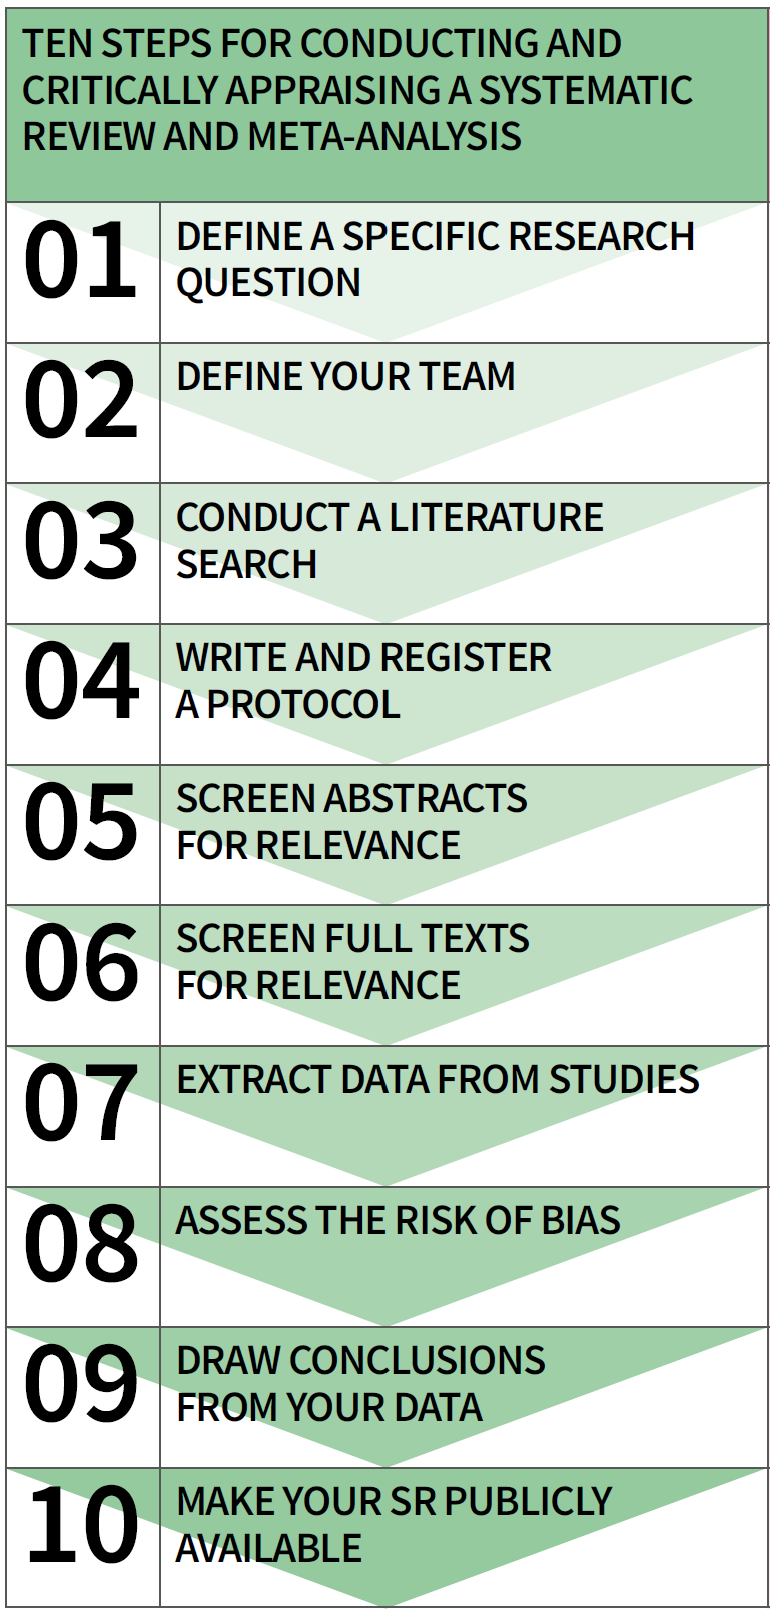 TEN STEPS FOR CONDUCTING AND
CRITICALLY APPRAISING A SYSTEMATIC
REVIEW AND META-ANALYSIS
01
DEFINE A SPECIFIC RESEARCH
QUESTION
02
DEFINE YOUR TEAM
03
CONDUCT A LITERATURE
SEARCH
04
WRITE AND REGISTER
A PROTOCOL
05
SCREEN ABSTRACTS
FOR RELEVANCE
06
SCREEN FULL TEXTS
FOR RELEVANCE
07
EXTRACT DATA FROM STUDIES
08
ASSESS THE RISK OF BIAS
09
DRAW CONCLUSIONS
FROM YOUR DATA
10
MAKE YOUR SR PUBLICLY
AVAILABLE